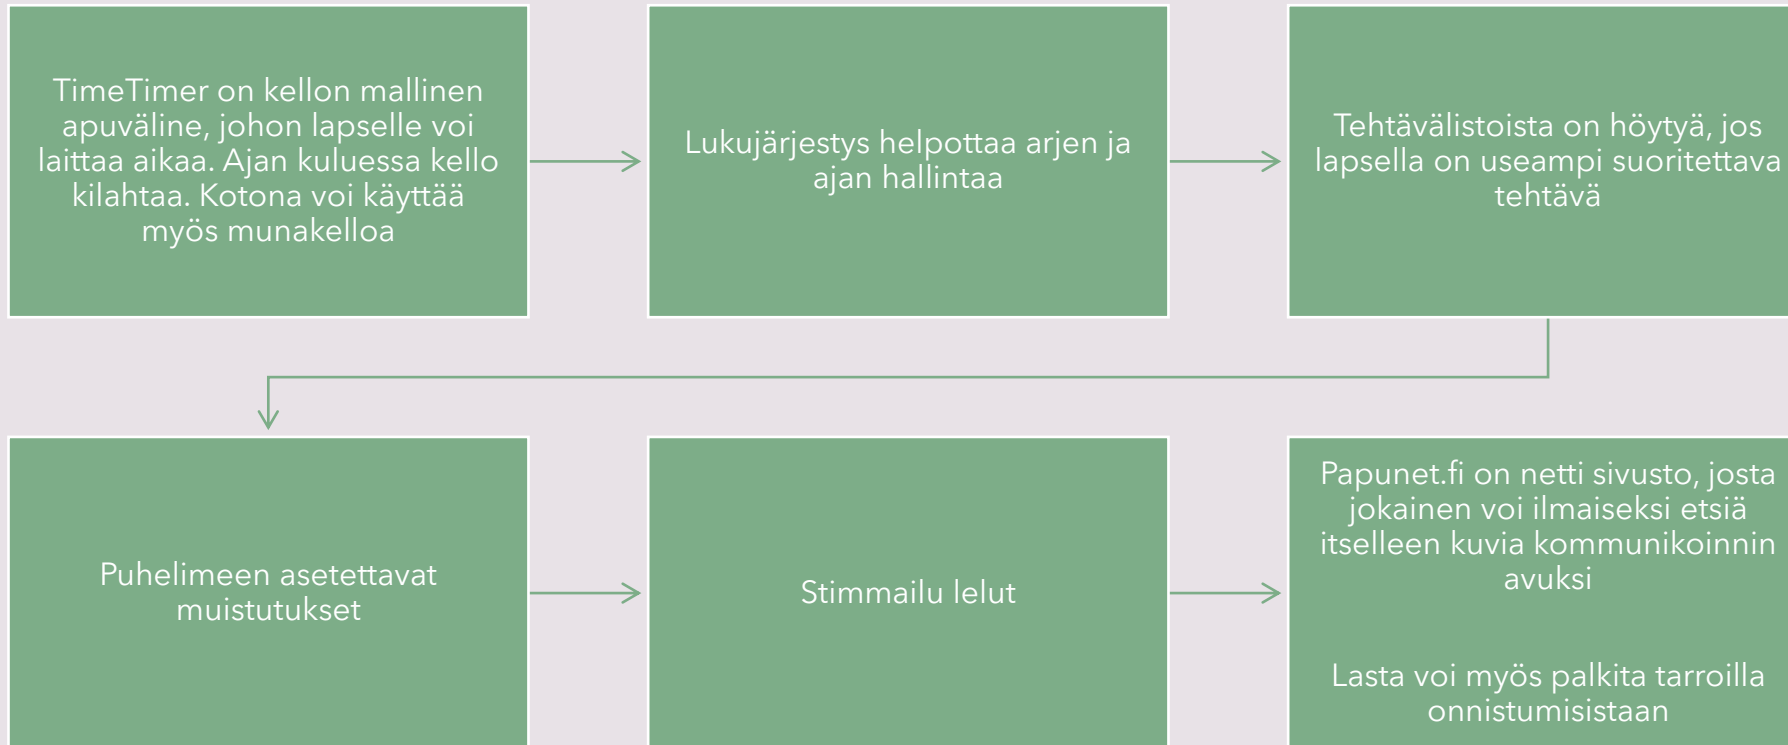 TimeTimer on kellon mallinen
apuväline, johon lapselle voi
laittaa aikaa. Ajan kuluessa kello
kilahtaa. Kotona voi käyttää
myös munakelloa
Lukujärjestys helpottaa arjen ja
ajan hallintaa
Tehtävälistoista on höytyä, jos
lapsella on useampi suoritettava
tehtävä
Puhelimeen asetettavat
muistutukset
Stimmailu lelut
Papunet.fi on netti sivusto, josta
jokainen voi ilmaiseksi etsiä
itselleen kuvia kommunikoinnin
avuksi
Lasta voi myös palkita tarroilla
onnistumisistaan